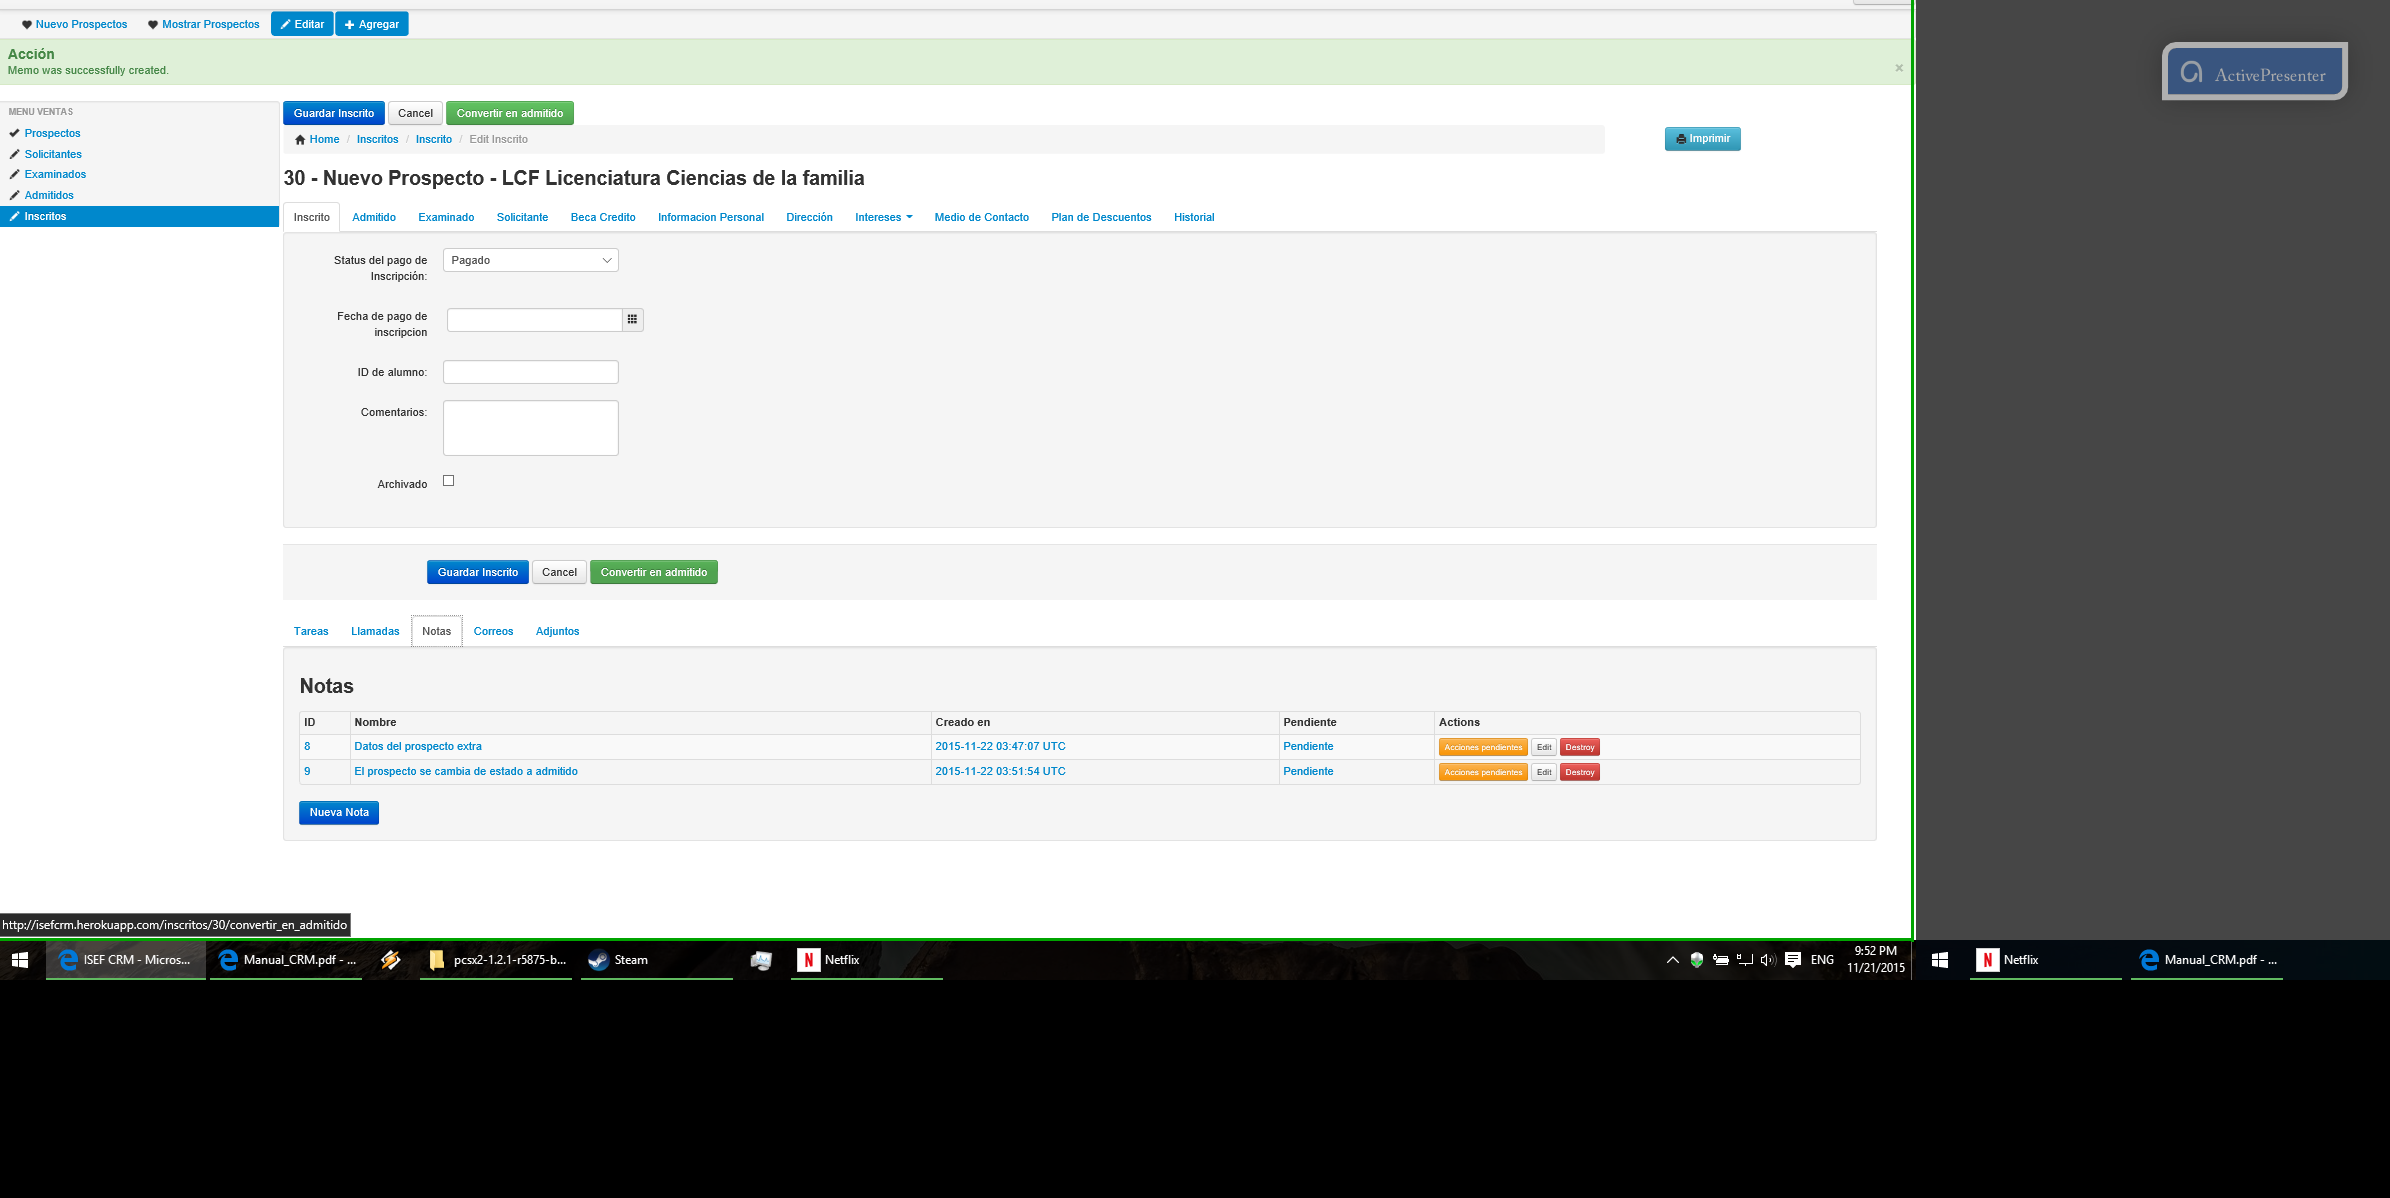 Nuevo Prospectos Mostrar Prospectos Editar Agregar
Acción
Memo was successfully created.
×
ActivePresenter
MENU VENTAS
Prospectos
Solicitantes
Examinados
Admitidos
Inscritos
Guardar Inscrito Cancel Convertir en admitido
Home / Inscritos / Inscrito / Edit Inscrito
Imprimir
30 - Nuevo Prospecto - LCF Licenciatura Ciencias de la familia
Inscrito Admitido Examinado Solicitante Beca Credito Informacion Personal Dirección Intereses Medio de Contacto Plan de Descuentos Historial
Status del pago de
Inscripción:
Pagado
Fecha de pago de
inscripcion
ID de alumno:
Comentarios:
Archivado
Guardar Inscrito Cancel Convertir en admitido
Tareas Llamadas Notas Correos Adjuntos
Notas
ID Nombre Creado en Pendiente Actions
8 Datos del prospecto extra 2015-11-22 03:47:07 UTC Pendiente Acciones pendientes Edit Destroy
9 El prospecto se cambia de estado a admitido 2015-11-22 03:51:54 UTC Pendiente Acciones pendientes Edit Destroy
Nueva Nota
http://isefcrm.herokuapp.com/inscritos/30/convertir_en_admitido
ISEF CRM - Micros... Manual_CRM.pdf - ... pcsx2-1.2.1-r5875-b... Steam N Netflix ENG
9:52 PM
11/21/2015
N Netflix Manual_CRM.pdf - ...